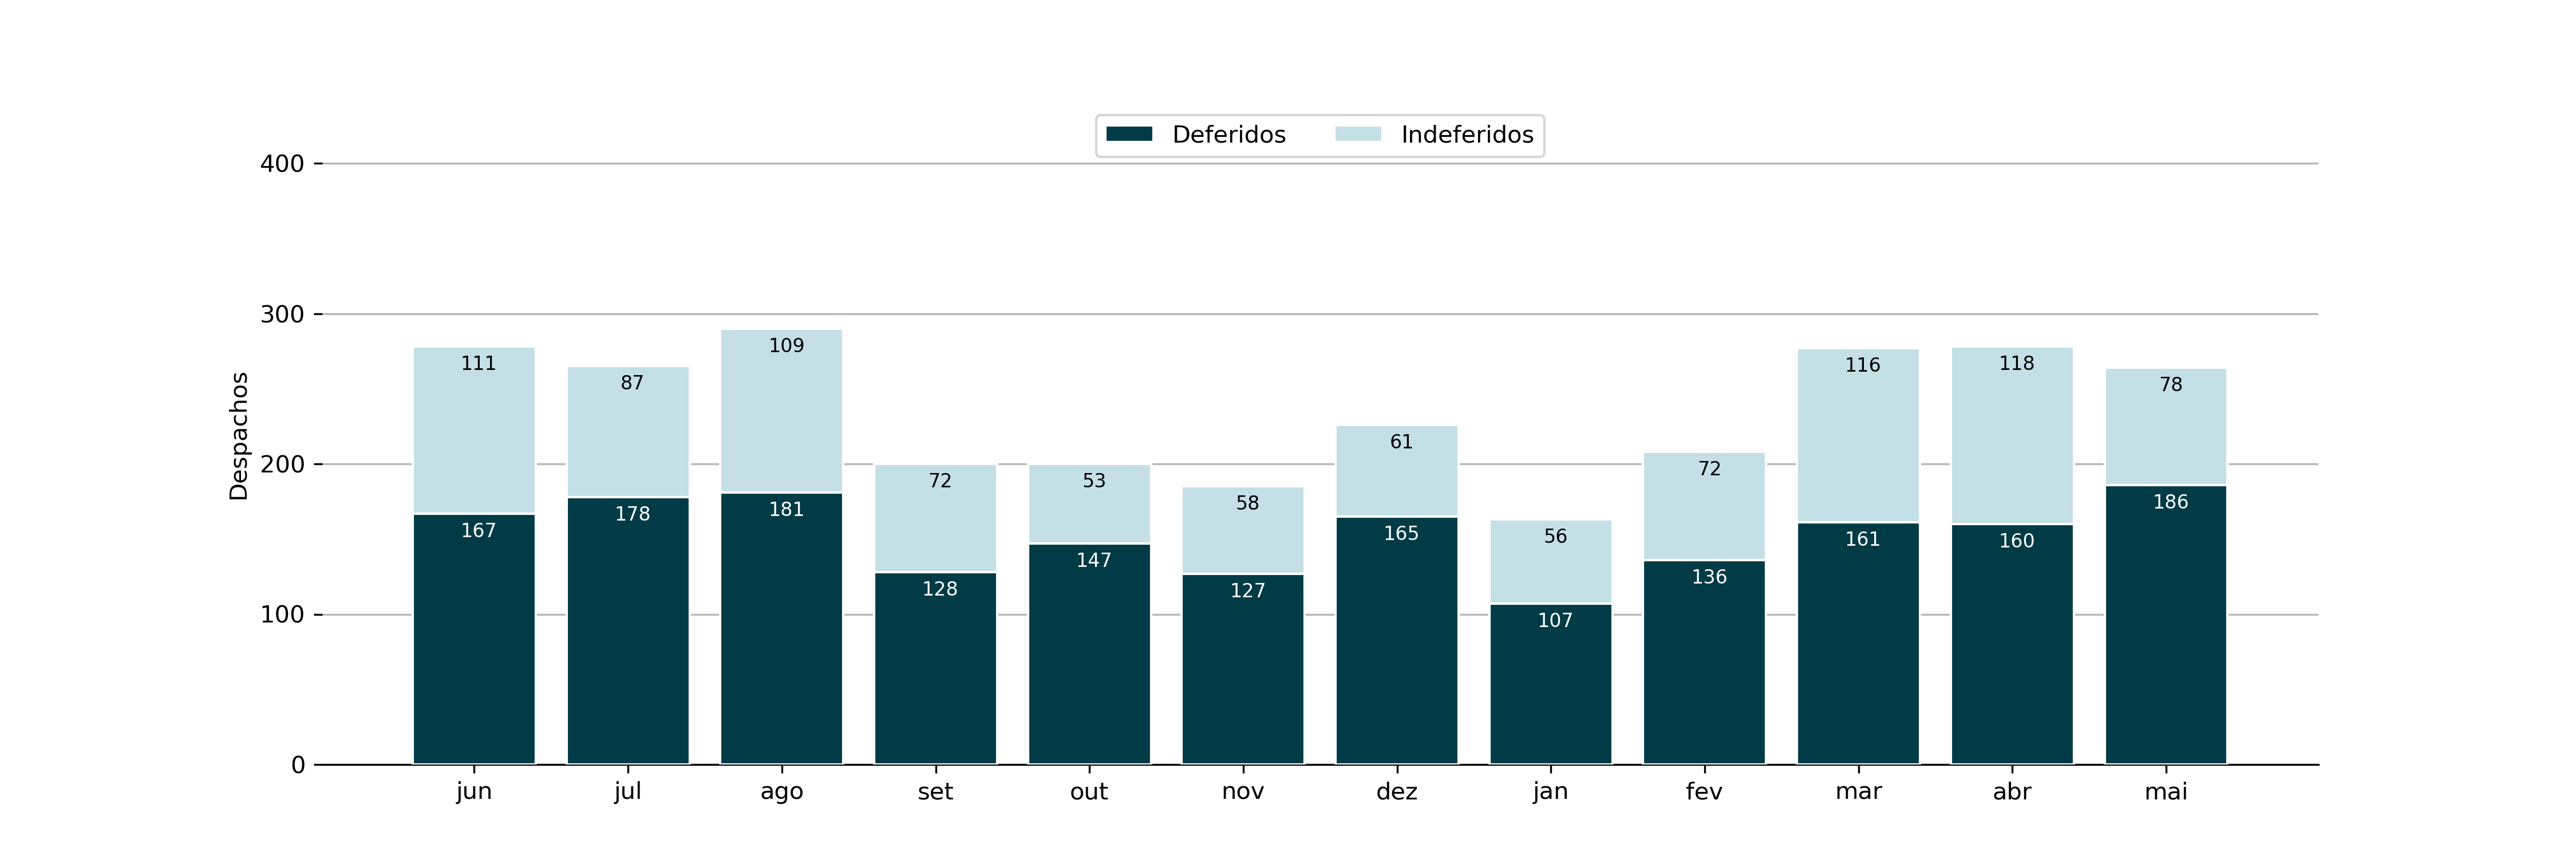 Deferidos Indeferidos
400
300
200
100
0
Despachos
111 87 109 72 53 58 61 56 72 116 118 78
167 178 181 128 147 127 165 107 136 161 160 186
jun jul ago set out nov dez jan fev mar abr mai